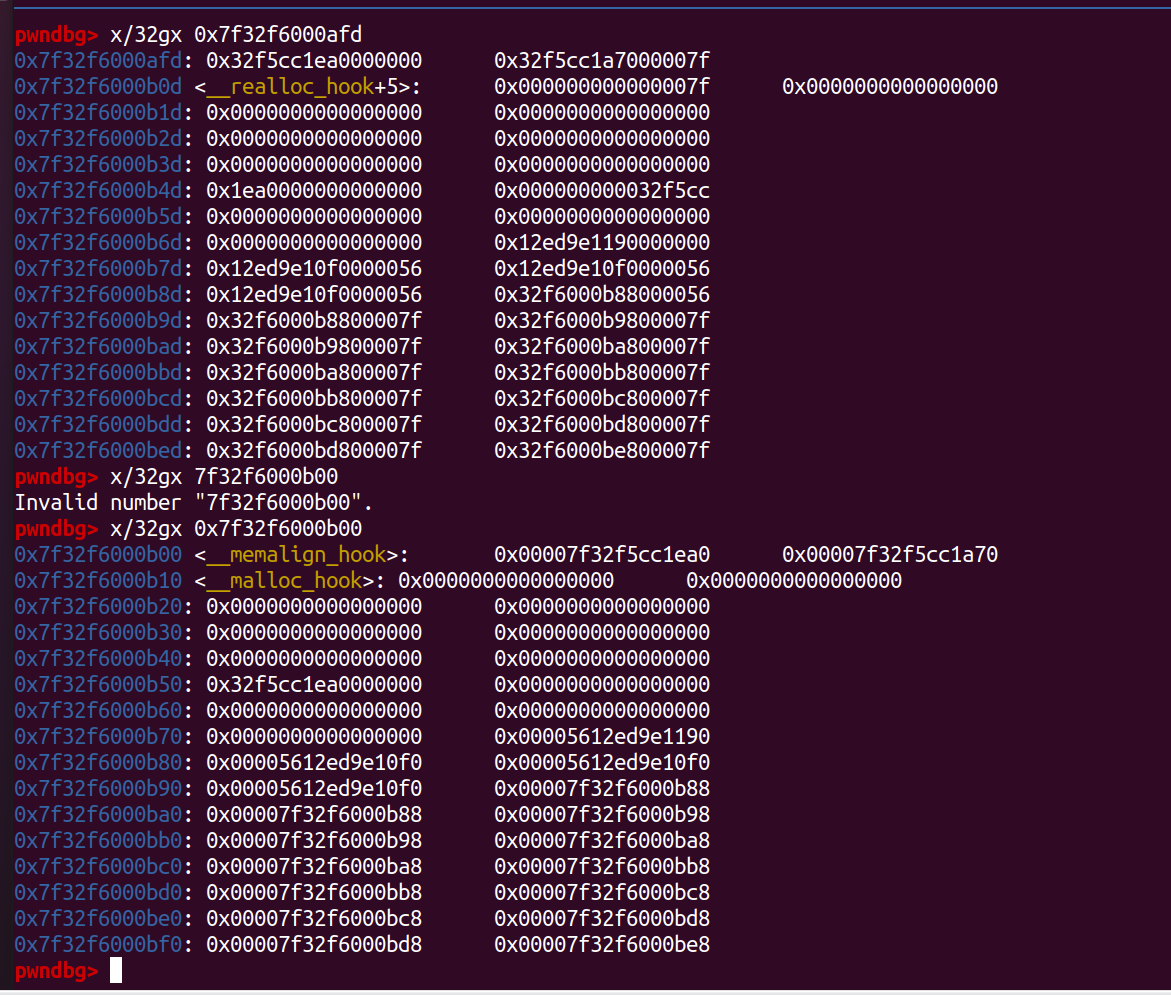 pwndbg> x/32gx 0x7f32f6000afd
0x7f32f6000afd: 0x32f5cc1ea0000000 0x32f5cc1a7000007f
0x7f32f6000b0d <__realloc_hook+5>: 0x000000000000007f 0x0000000000000000
0x7f32f6000b1d: 0x0000000000000000 0x0000000000000000
0x7f32f6000b2d: 0x0000000000000000 0x0000000000000000
0x7f32f6000b3d: 0x0000000000000000 0x0000000000000000
0x7f32f6000b4d: 0x1ea0000000000000 0x000000000032f5cc
0x7f32f6000b5d: 0x0000000000000000 0x0000000000000000
0x7f32f6000b6d: 0x0000000000000000 0x12ed9e1190000000
0x7f32f6000b7d: 0x12ed9e10f0000056 0x12ed9e10f0000056
0x7f32f6000b8d: 0x12ed9e10f0000056 0x32f6000b88000056
0x7f32f6000b9d: 0x32f6000b8800007f 0x32f6000b9800007f
0x7f32f6000bad: 0x32f6000b9800007f 0x32f6000ba800007f
0x7f32f6000bbd: 0x32f6000ba800007f 0x32f6000bb800007f
0x7f32f6000bcd: 0x32f6000bb800007f 0x32f6000bc800007f
0x7f32f6000bdd: 0x32f6000bc800007f 0x32f6000bd800007f
0x7f32f6000bed: 0x32f6000bd800007f 0x32f6000be800007f
pwndbg> x/32gx 7f32f6000b00
Invalid number "7f32f6000b00".
pwndbg> x/32gx 0x7f32f6000b00
0x7f32f6000b00 <__memalign_hook>: 0x00007f32f5cc1ea0 0x00007f32f5cc1a70
0x7f32f6000b10 <__malloc_hook>: 0x0000000000000000 0x0000000000000000
0x7f32f6000b20: 0x0000000000000000 0x0000000000000000
0x7f32f6000b30: 0x0000000000000000 0x0000000000000000
0x7f32f6000b40: 0x0000000000000000 0x0000000000000000
0x7f32f6000b50: 0x32f5cc1ea0000000 0x0000000000000000
0x7f32f6000b60: 0x0000000000000000 0x0000000000000000
0x7f32f6000b70: 0x0000000000000000 0x00005612ed9e1190
0x7f32f6000b80: 0x00005612ed9e10f0 0x00005612ed9e10f0
0x7f32f6000b90: 0x00005612ed9e10f0 0x00007f32f6000b88
0x7f32f6000ba0: 0x00007f32f6000b88 0x00007f32f6000b98
0x7f32f6000bb0: 0x00007f32f6000b98 0x00007f32f6000ba8
0x7f32f6000bc0: 0x00007f32f6000ba8 0x00007f32f6000bb8
0x7f32f6000bd0: 0x00007f32f6000bb8 0x00007f32f6000bc8
0x7f32f6000be0: 0x00007f32f6000bc8 0x00007f32f6000bd8
0x7f32f6000bf0: 0x00007f32f6000bd8 0x00007f32f6000be8
pwndbg>